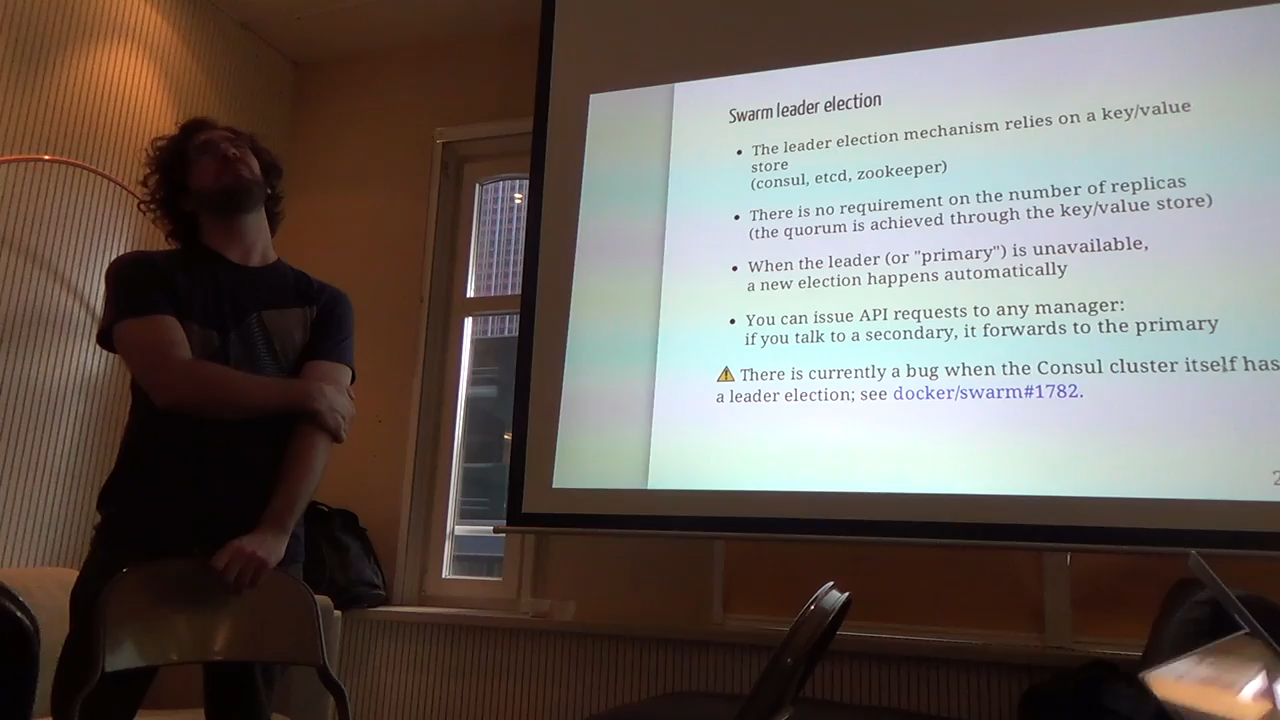 Swarm leader election
• The leader election mechanism relies on a key/value
store
(consul, etcd, zookeeper)
• There is no requirement on the number of replicas
(the quorum is achieved through the key/value store)
• When the leader (or "primary") is unavailable,
a new election happens automatically
• You can issue API requests to any manager:
if you talk to a secondary, it forwards to the primary
⚠ There is currently a bug when the Consul cluster itself has
a leader election; see docker/swarm#1782.